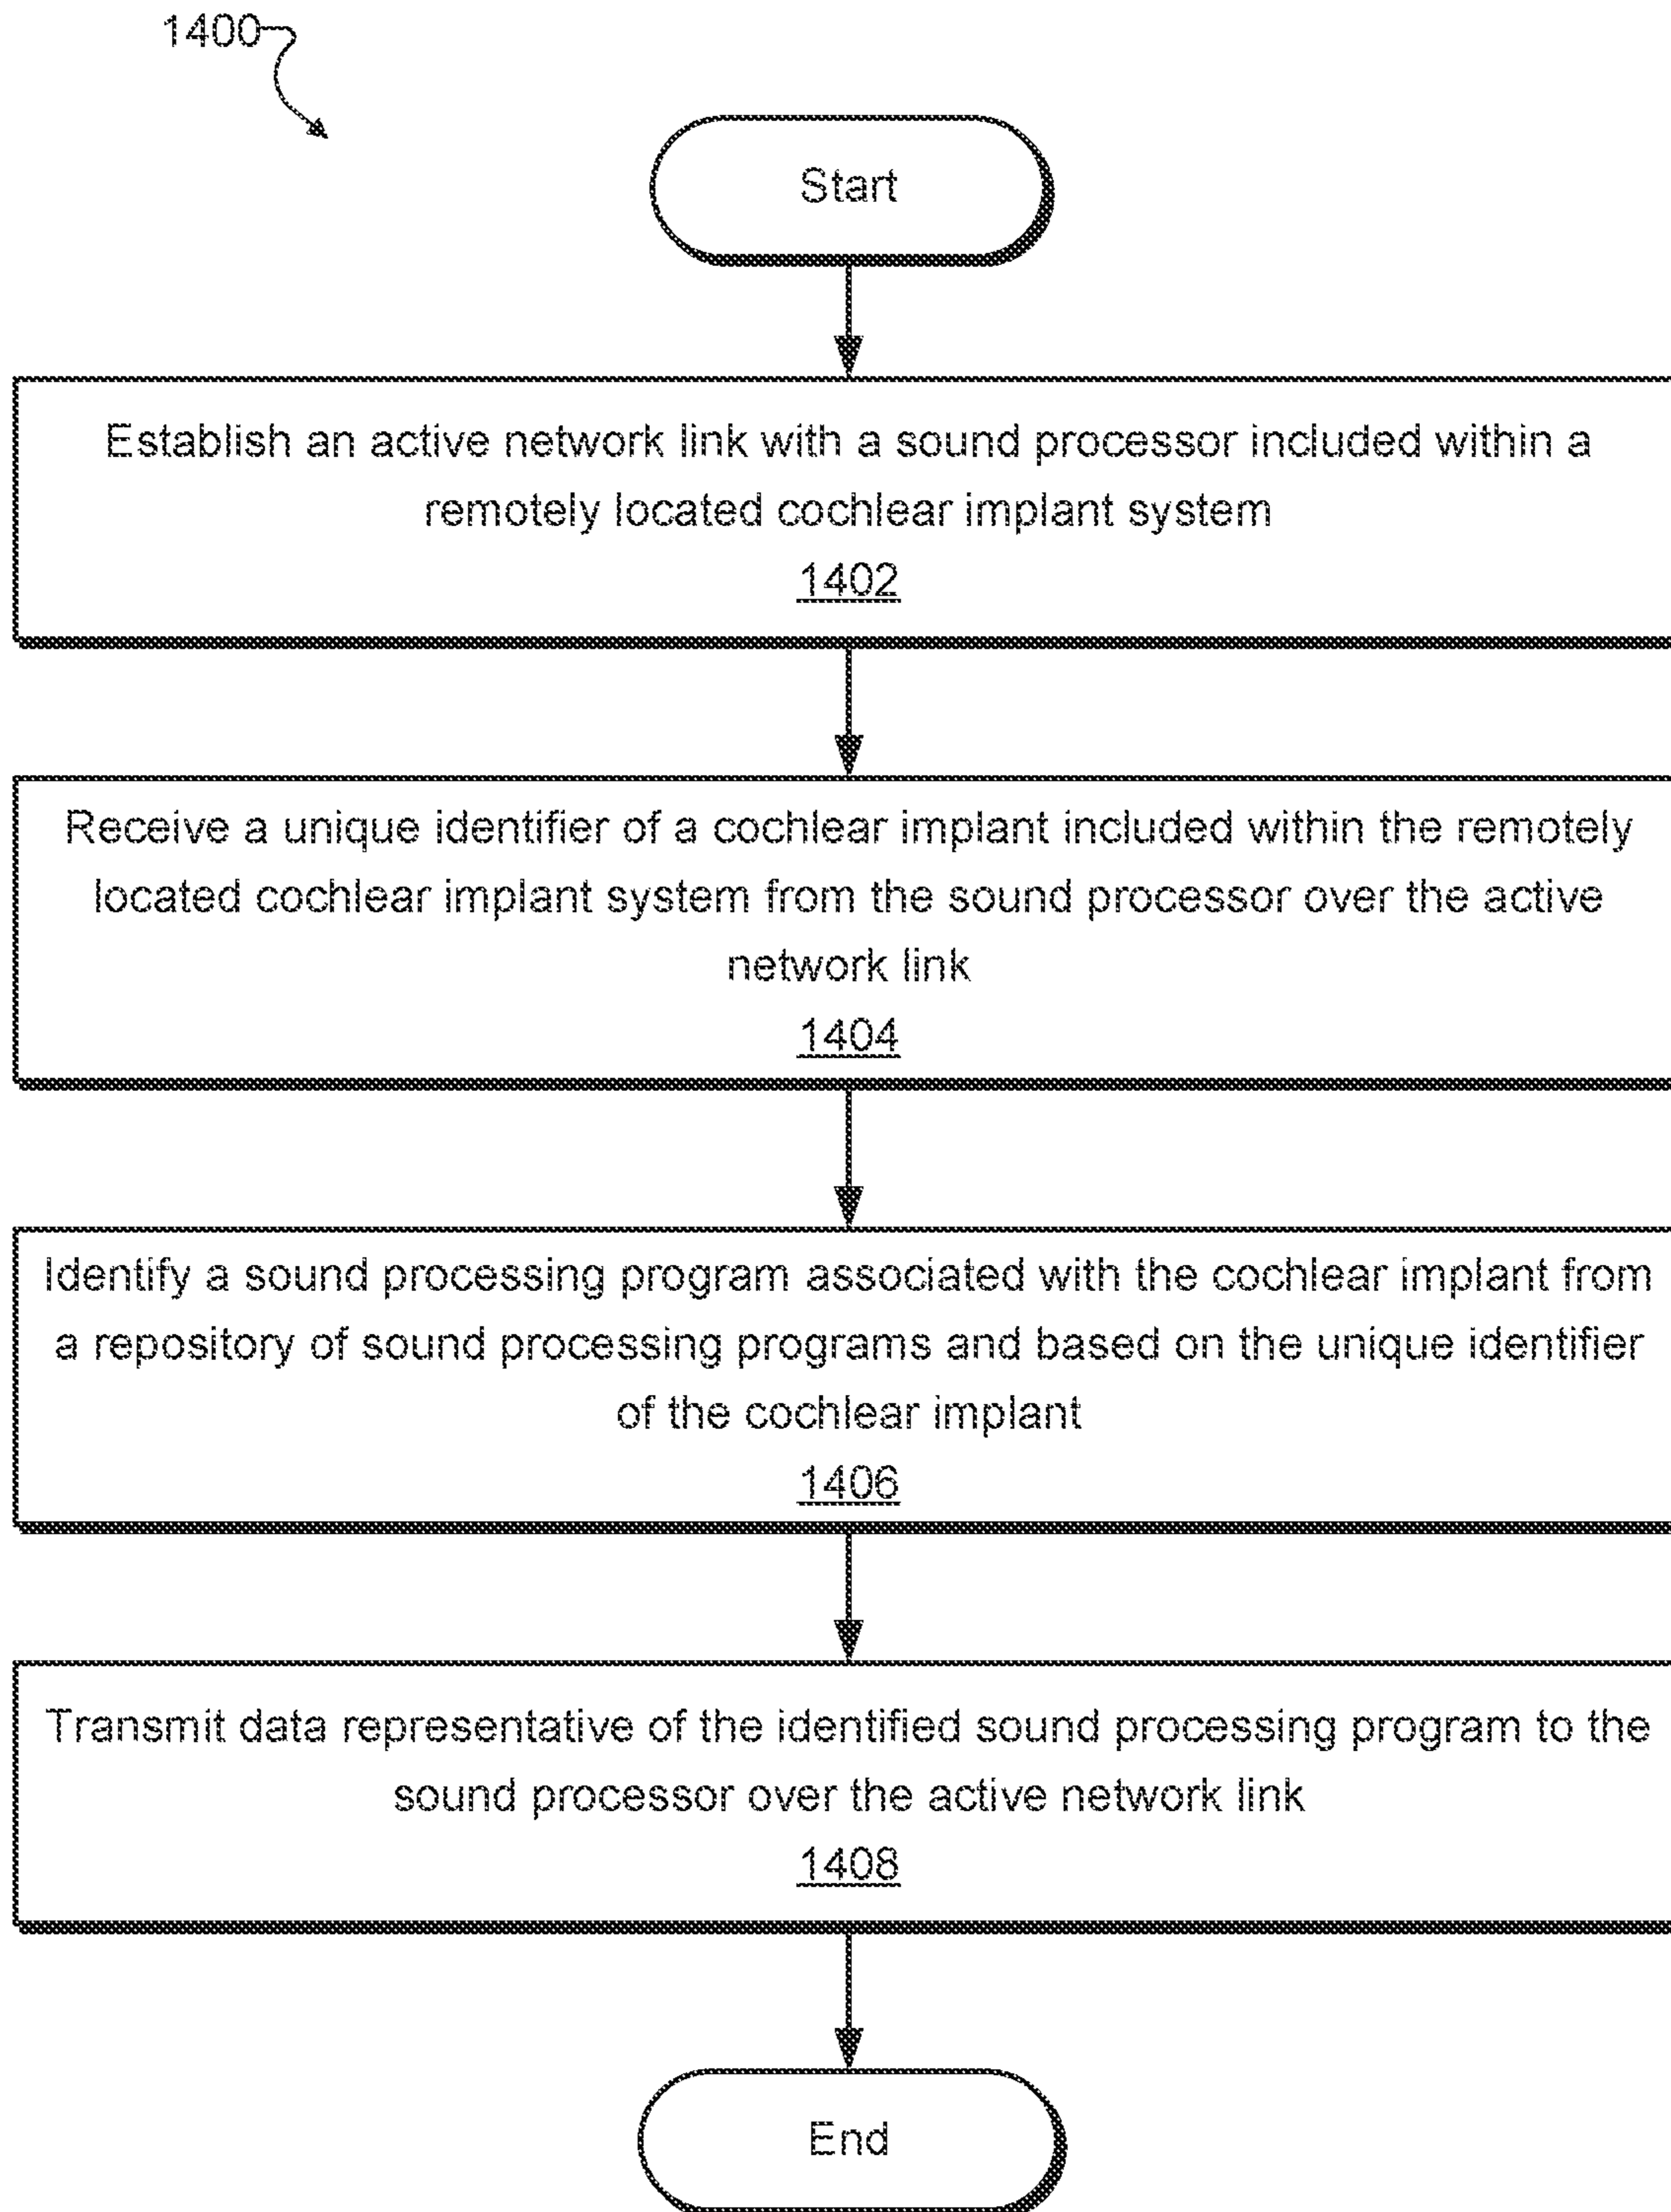 1400
Start
Establish an active network link with a sound processor included within a
remotely located cochlear implant system
1402
Receive a unique identifier of a cochlear implant included within the remotely
located cochlear implant system from the sound processor over the active
network link
1404
Identify a sound processing program associated with the cochlear implant from
a repository of sound processing programs and based on the unique identifier
of the cochlear implant
1406
Transmit data representative of the identified sound processing program to the
sound processor over the active network link
1408
End